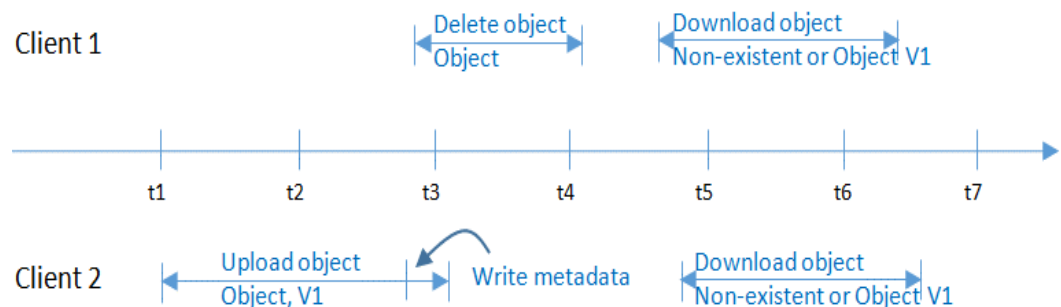 Client 1
Delete object
Object
Download object
Non-existent or Object V1
t1 t2 t3 t4 t5 t6 t7
Client 2
Upload object
Object, V1
Write metadata
Download object
Non-existent or Object V1